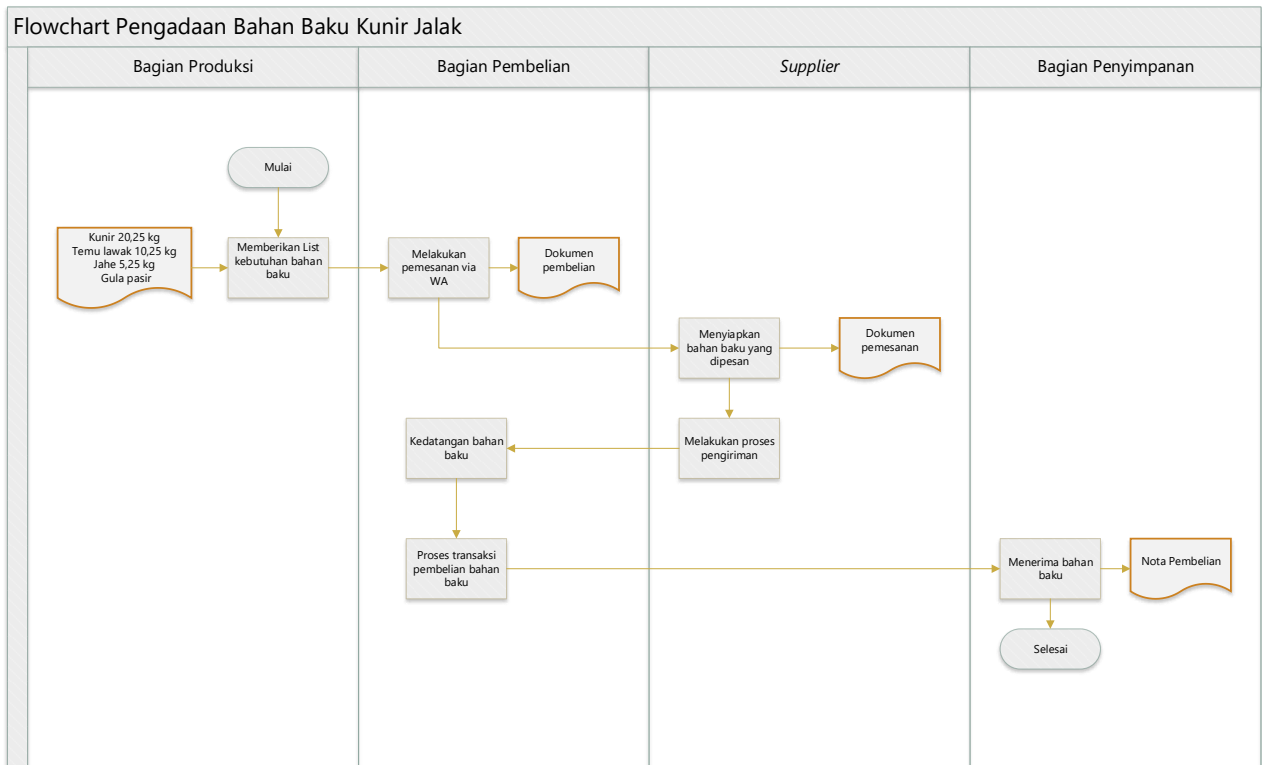 Flowchart Pengadaan Bahan Baku Kunir Jalak
Bagian Produksi
Bagian Pembelian
Supplier
Bagian Penyimpanan
Mulai
Kunir 20,25 kg
Temu lawak 10,25 kg
Jahe 5,25 kg
Gula pasir
Memberikan List
kebutuhan bahan
baku
Melakukan
pemesanan via
WA
Dokumen
pembelian
Menyiapkan
bahan baku yang
dipesan
Dokumen
pemesanan
Kedatangan bahan
baku
Melakukan proses
pengiriman
Proses transaksi
pembelian bahan
baku
Menerima bahan
baku
Nota Pembelian
Selesai